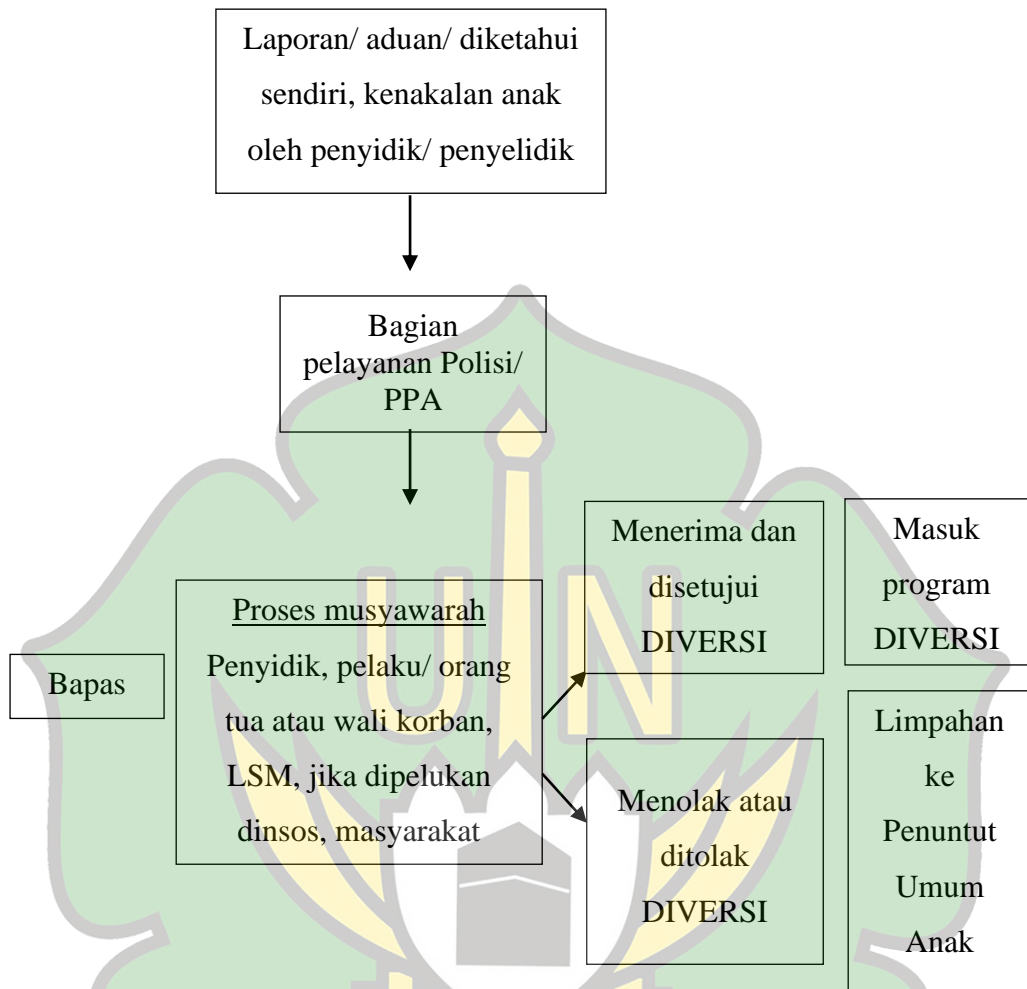 Laporan/ aduan/ diketahui
sendiri, kenakalan anak
oleh penyidik/ penyelidik
Bagian
pelayanan Polisi/
PPA
Bapas
Proses musyawarah
Penyidik, pelaku/ orang
tua atau wali korban,
LSM, jika dipelukan
dinsos, masyarakat
Menerima dan
disetujui
DIVERSI
Masuk
program
DIVERSI
Menolak atau
ditolak
DIVERSI
Limpahan
ke
Penuntut
Umum
Anak
UIN